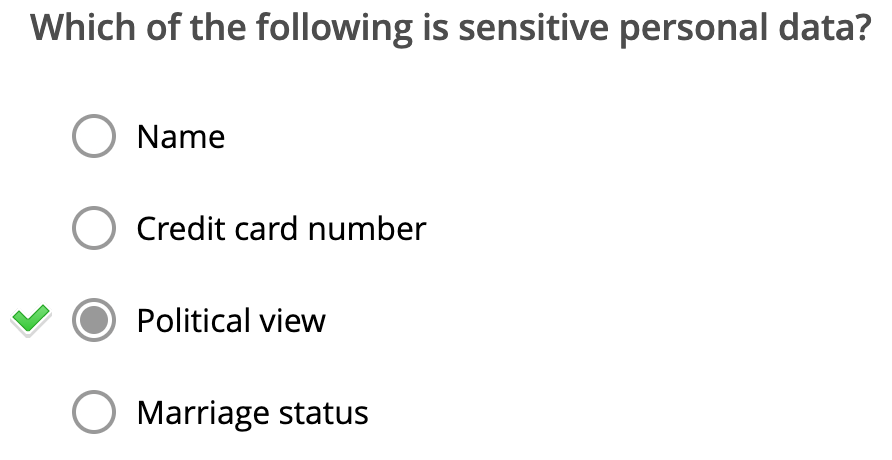 Which of the following is sensitive personal data?
Name
Credit card number
Political view
Marriage status